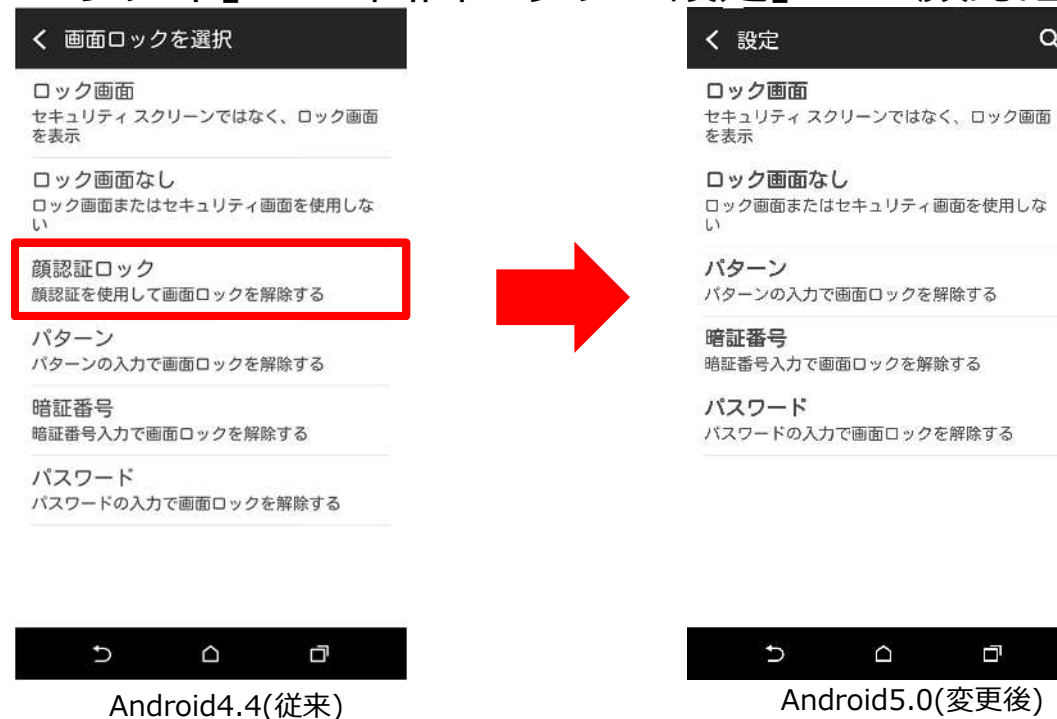 画面ロックを選択
ロック画面
セキュリティ スクリーンではなく、ロック画面
を表示
ロック画面なし
ロック画面またはセキュリティ画面を使用しな
い
顔認証ロック
顔認証を使用して画面ロックを解除する
パターン
パターンの入力で画面ロックを解除する
暗証番号
暗証番号入力で画面ロックを解除する
パスワード
パスワードの入力で画面ロックを解除する
Android4.4(従来)
設定
ロック画面
セキュリティ スクリーンではなく、ロック画面
を表示
ロック画面なし
ロック画面またはセキュリティ画面を使用しな
い
パターン
パターンの入力で画面ロックを解除する
暗証番号
暗証番号入力で画面ロックを解除する
パスワード
パスワードの入力で画面ロックを解除する
Android5.0(変更後)